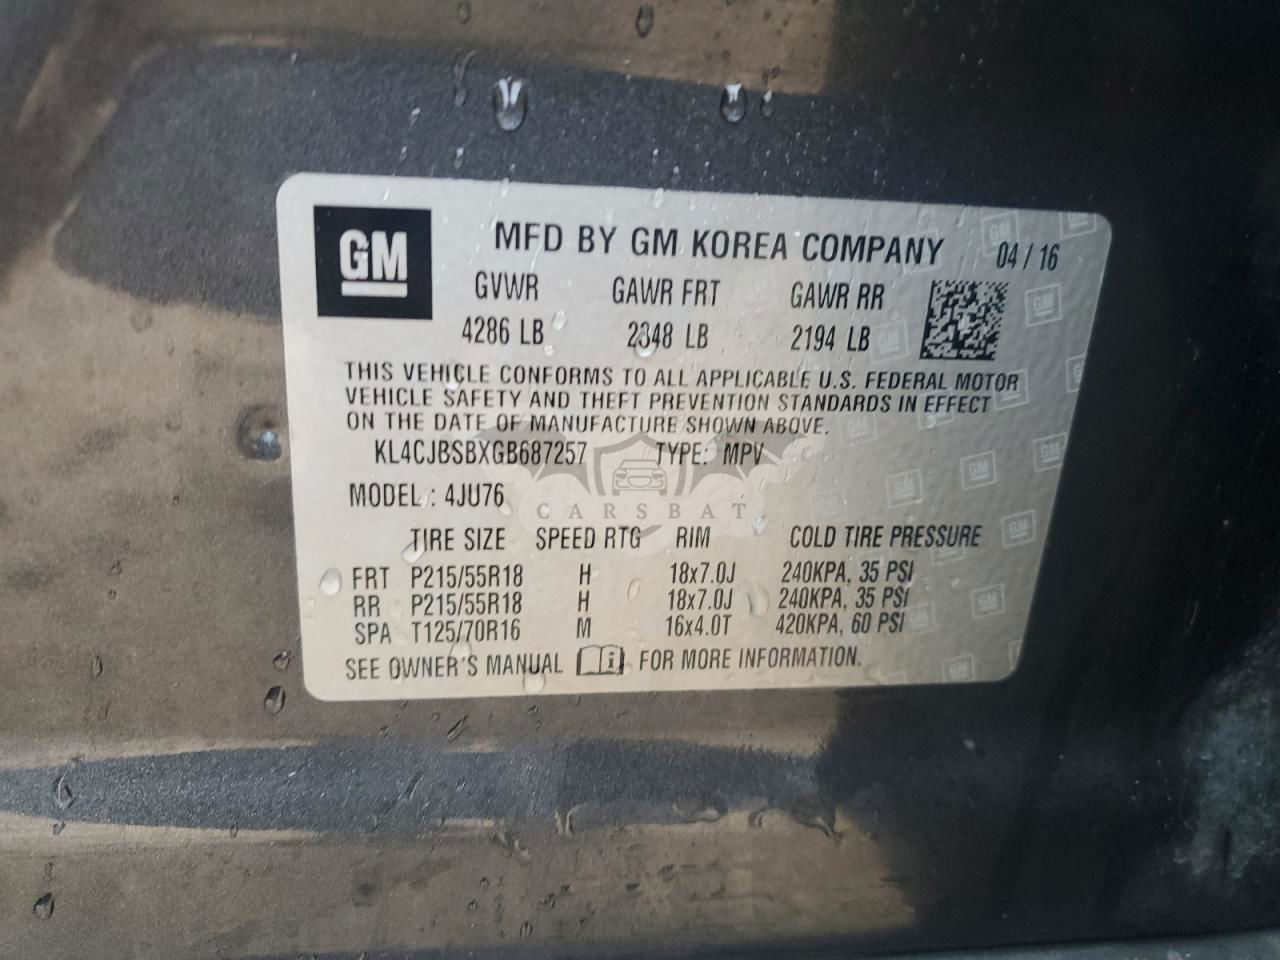 GM
MFD BY GM KOREA COMPANY 04 / 16
GVWR GAWR FRT GAWR RR
4286 LB 2348 LB 2194 LB
THIS VEHICLE CONFORMS TO ALL APPLICABLE U.S. FEDERAL MOTOR
VEHICLE SAFETY AND THEFT PREVENTION STANDARDS IN EFFECT
ON THE DATE OF MANUFACTURE SHOWN ABOVE.
KL4CJBSBXGB687257 TYPE: MPV
MODEL : 4JU76
CARSBAT
TIRE SIZE SPEED RTG RIM COLD TIRE PRESSURE
FRT P215/55R18 H 18x7.0J 240KPA, 35 PSI
RR P215/55R18 H 18x7.0J 240KPA, 35 PSI
SPA T125/70R16 M 16x4.0T 420KPA, 60 PSI
SEE OWNER'S MANUAL i FOR MORE INFORMATION.